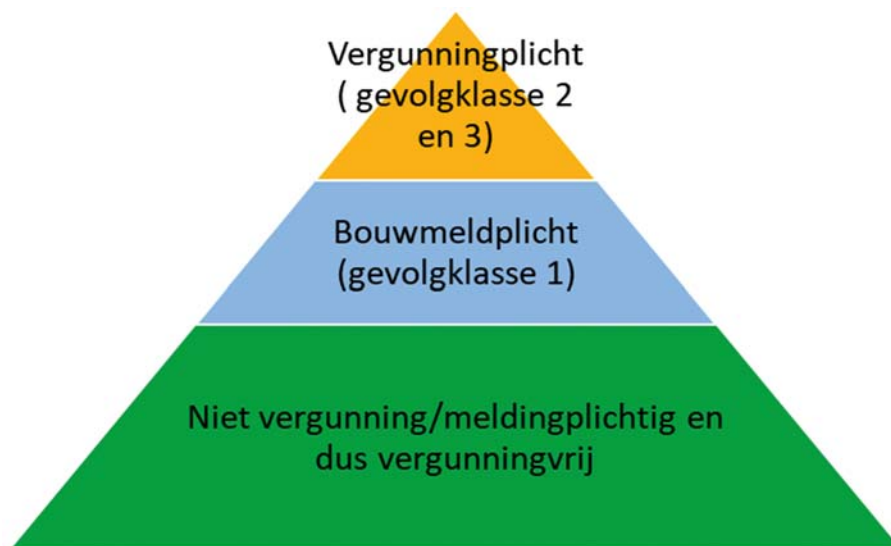 Vergunningplicht
( gevolgklasse 2
en 3)
Bouwmeldplicht
(gevolgklasse 1)
Niet vergunning/meldingplichtig en
dus vergunningvrij